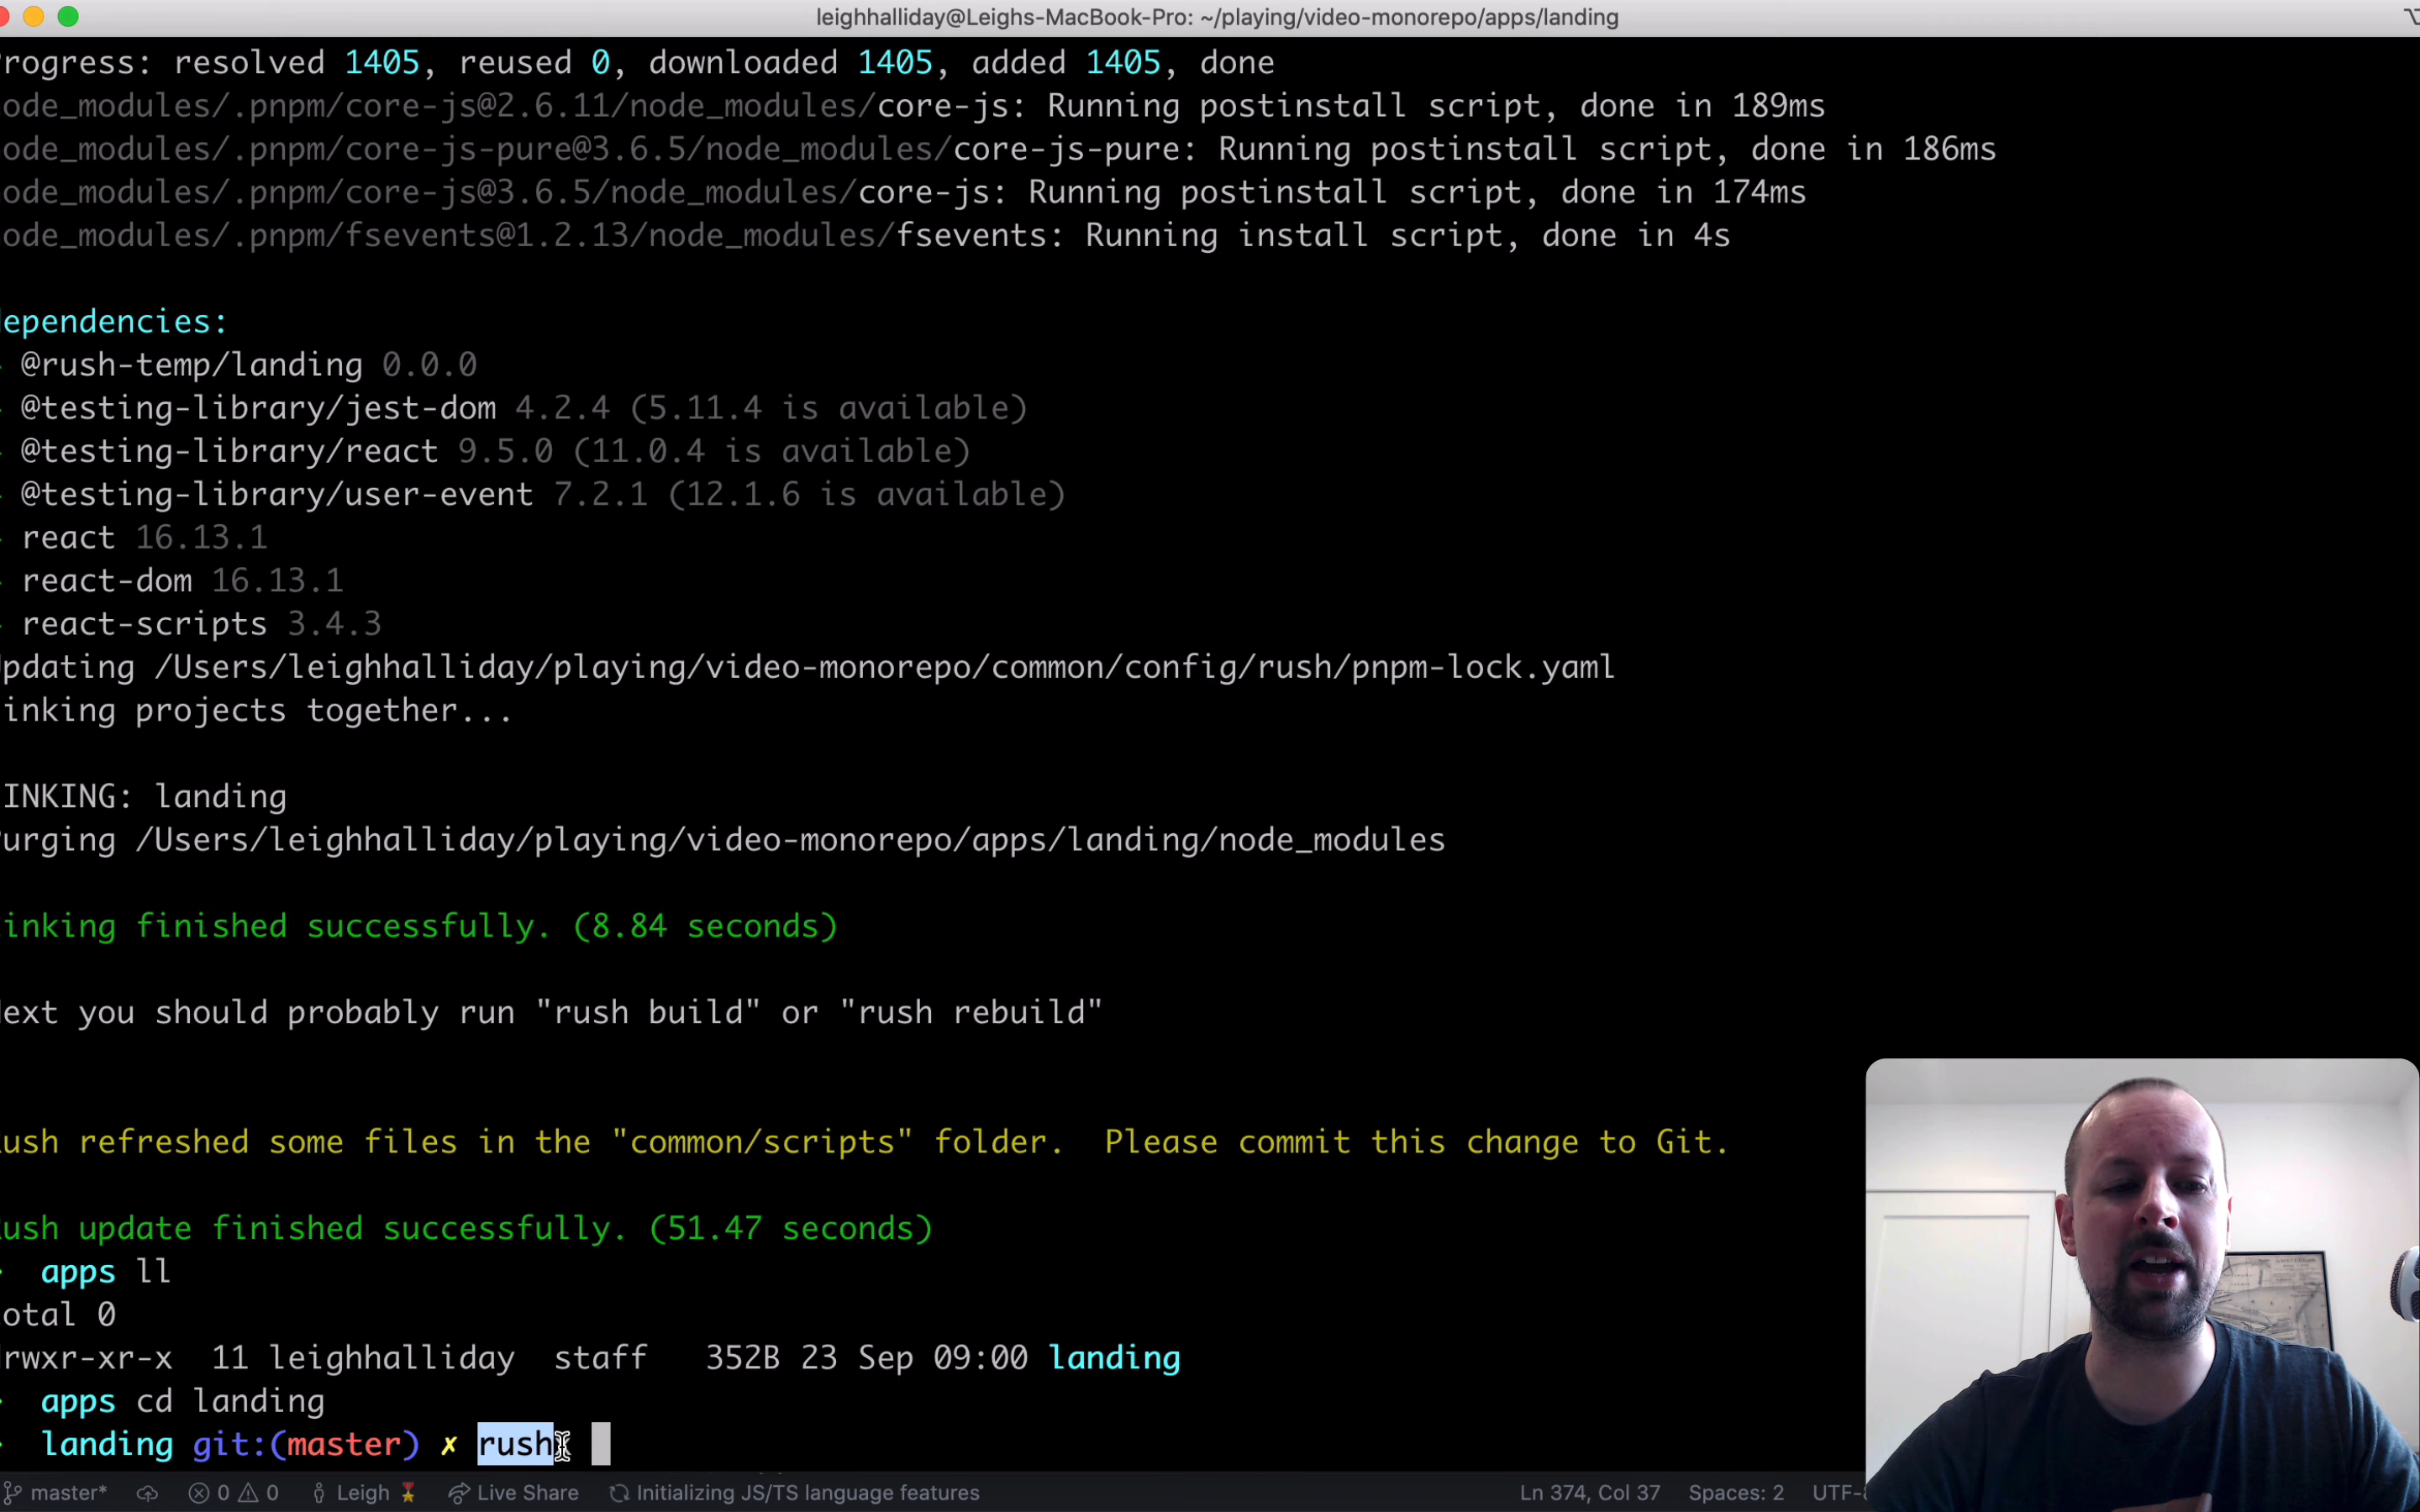 leighhalliday@Leighs-MacBook-Pro: ~/playing/video-monorepo/apps/landing
rogress: resolved 1405, reused 0, downloaded 1405, added 1405, done
ode_modules/.pnpm/core-js@2.6.11/node_modules/core-js: Running postinstall script, done in 189ms
ode_modules/.pnpm/core-js-pure@3.6.5/node_modules/core-js-pure: Running postinstall script, done in 186ms
ode_modules/.pnpm/core-js@3.6.5/node_modules/core-js: Running postinstall script, done in 174ms
ode_modules/.pnpm/fsevents@1.2.13/node_modules/fsevents: Running install script, done in 4s
ependencies:
@rush-temp/landing 0.0.0
@testing-library/jest-dom 4.2.4 (5.11.4 is available)
@testing-library/react 9.5.0 (11.0.4 is available)
@testing-library/user-event 7.2.1 (12.1.6 is available)
react 16.13.1
react-dom 16.13.1
react-scripts 3.4.3
pdating /Users/leighhalliday/playing/video-monorepo/common/config/rush/pnpm-lock.yaml
inking projects together...
INKING: landing
urging /Users/leighhalliday/playing/video-monorepo/apps/landing/node_modules
inking finished successfully. (8.84 seconds)
ext you should probably run "rush build" or "rush rebuild"
ush refreshed some files in the "common/scripts" folder.  Please commit this change to Git.
ush update finished successfully. (51.47 seconds)
apps ll
otal 0
rwxr-xr-x  11 leighhalliday  staff   352B 23 Sep 09:00 landing
apps cd landing
landing git:(master) ✗ rush
master* 0 0 Leigh Live Share Initializing JS/TS language features Ln 374, Col 37 Spaces: 2 UTF-